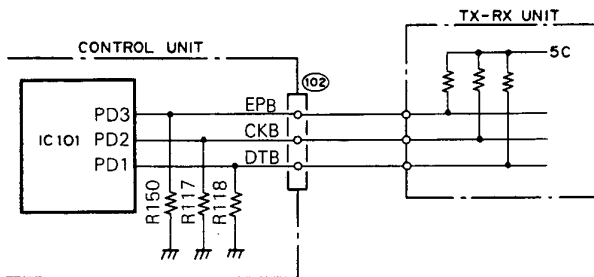 TX-RX UNIT
CONTROL UNIT
5C
102
PD3
EPB
IC101
PD2
CKB
PD1
DTB
R150
R117
R118